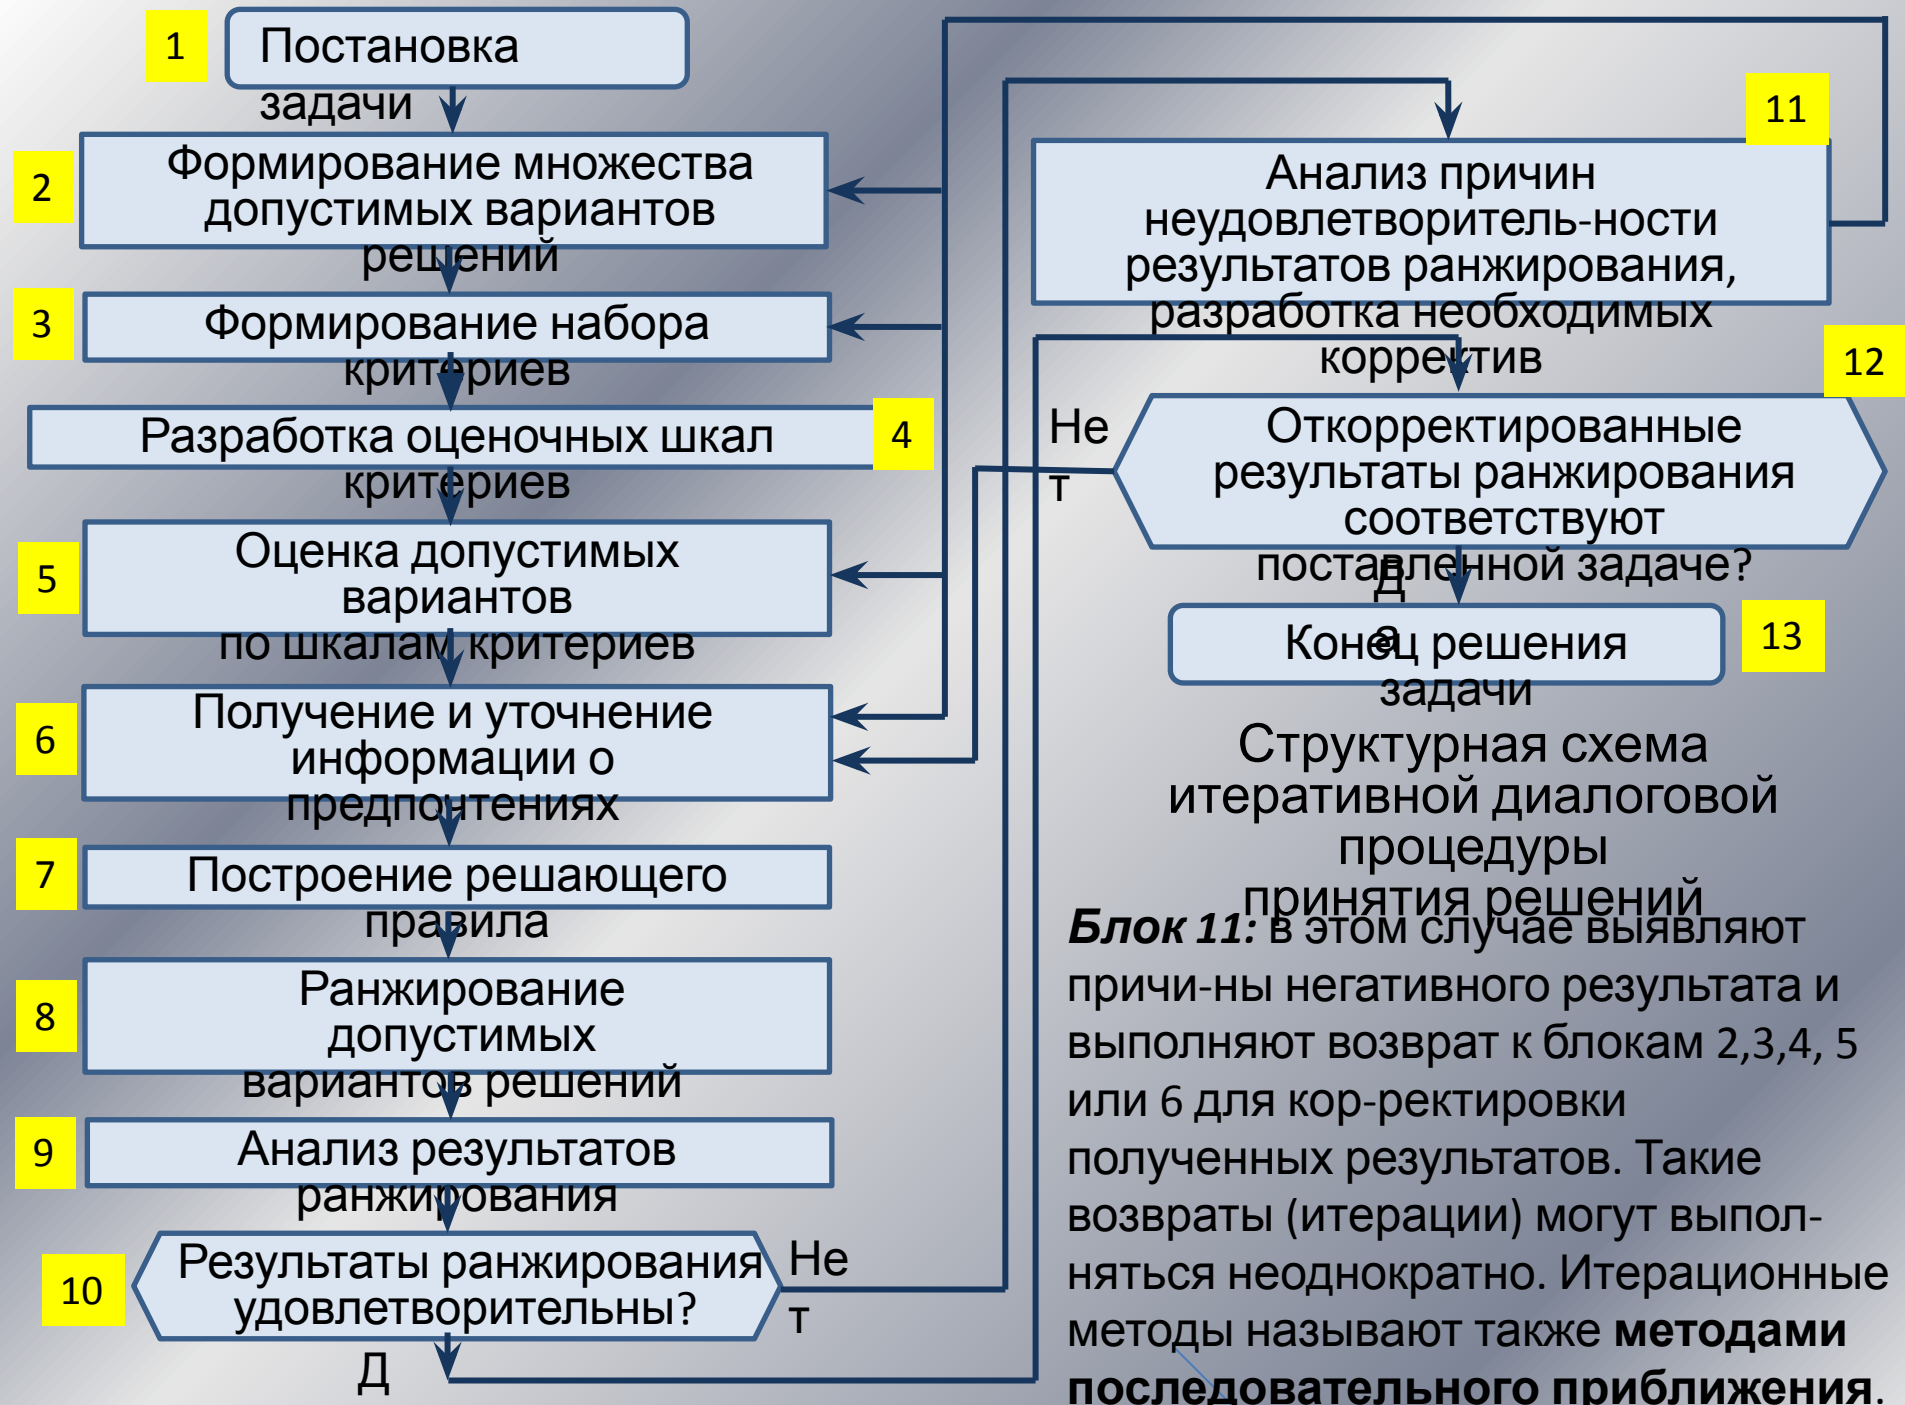 1
Постановка
задачи
2
Формирование множества
допустимых вариантов
решений
3
Формирование набора
критериев
Разработка оценочных шкал
критериев
4
5
Оценка допустимых
вариантов
по шкалам критериев
6
Получение и уточнение
информации о
предпочтениях
7
Построение решающего
правила
8
Ранжирование
допустимых
вариантов решений
9
Анализ результатов
ранжирования
10
Результаты ранжирования
удовлетворительны?
Не
т
Д
11
Анализ причин
неудовлетворитель-ности
результатов ранжирования,
разработка необходимых
корректив
12
Не
т
Откорректированные
результаты ранжирования
соответствуют
поставленной задаче?
Д
а
13
Конец решения
задачи
Структурная схема
итеративной диалоговой
процедуры
принятия решений
Блок 11: в этом случае выявляют
причи-ны негативного результата и
выполняют возврат к блокам 2,3,4, 5
или 6 для кор-ректировки
полученных результатов. Такие
возвраты (итерации) могут выпол-
няться неоднократно. Итерационные
методы называют также методами
последовательного приближения.